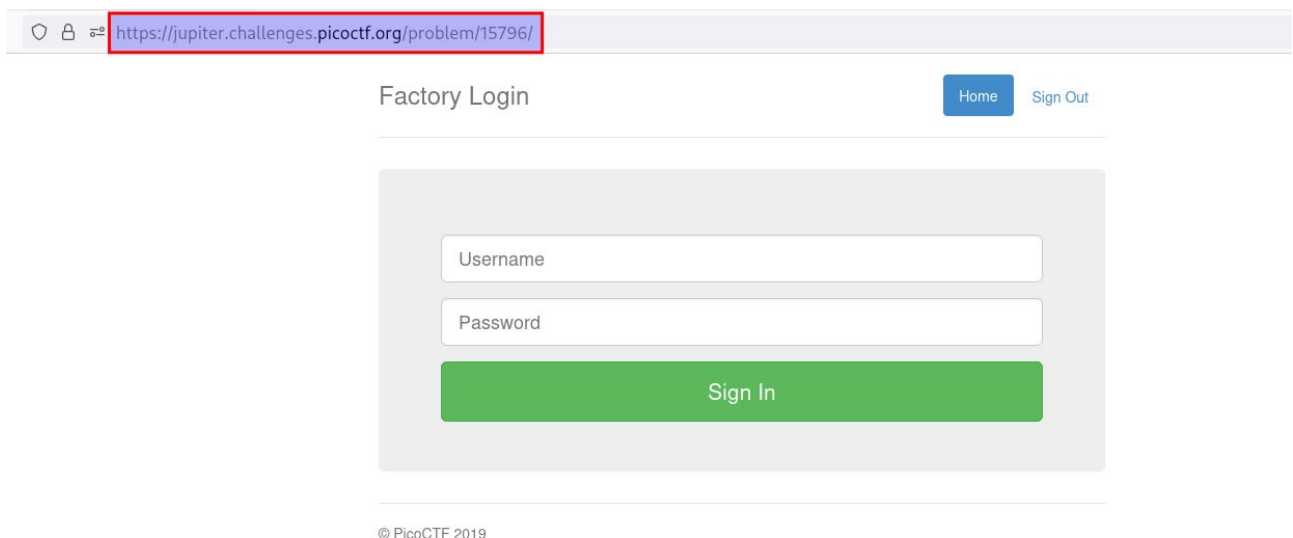 https://jupiter.challenges.picoctf.org/problem/15796/
Factory Login
Home
Sign Out
Username
Password
Sign In
© PicoCTF 2019